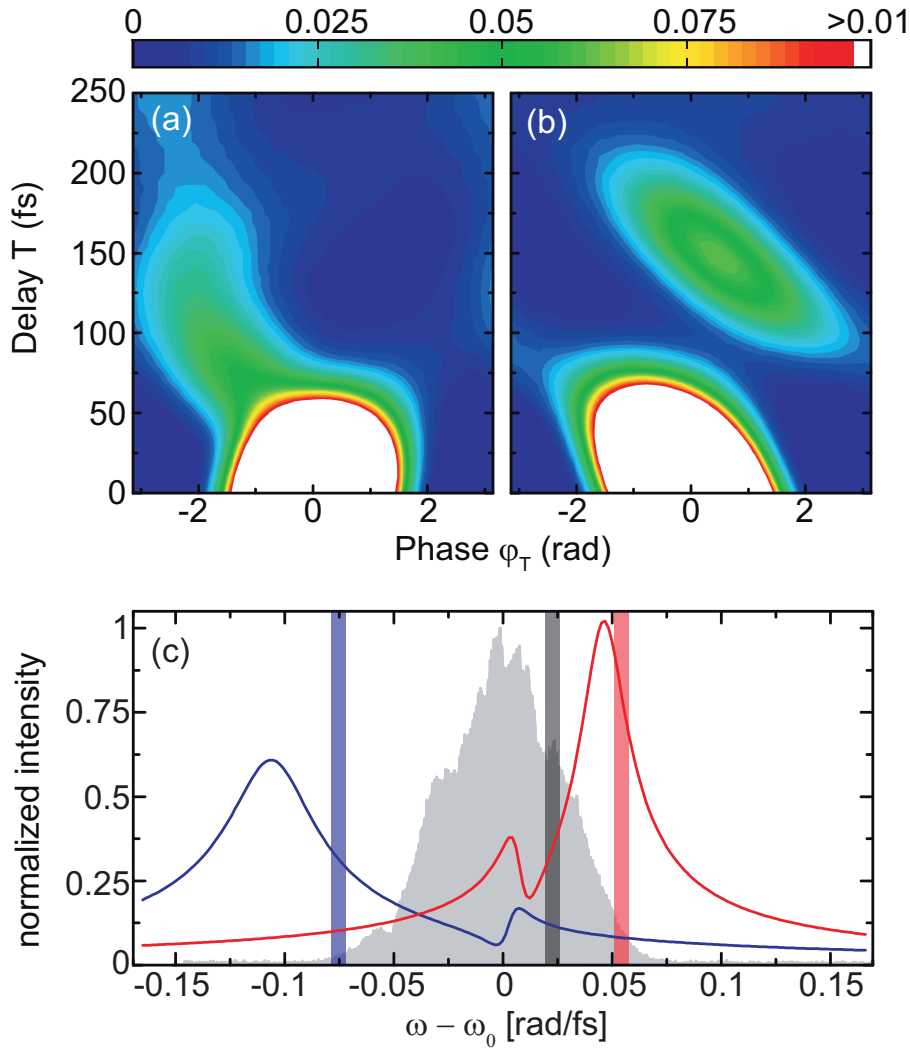 0 0.025 0.05 0.075 >0.01
250 (a) (b)
200
150
100
50
0
Delay T (fs)
-2 0 2 -2 0 2
Phase φ_T (rad)
1 (c)
0.75
0.5
0.25
0
normalized intensity
-0.15 -0.1 -0.05 0 0.05 0.1 0.15
ω − ω_0 [rad/fs]